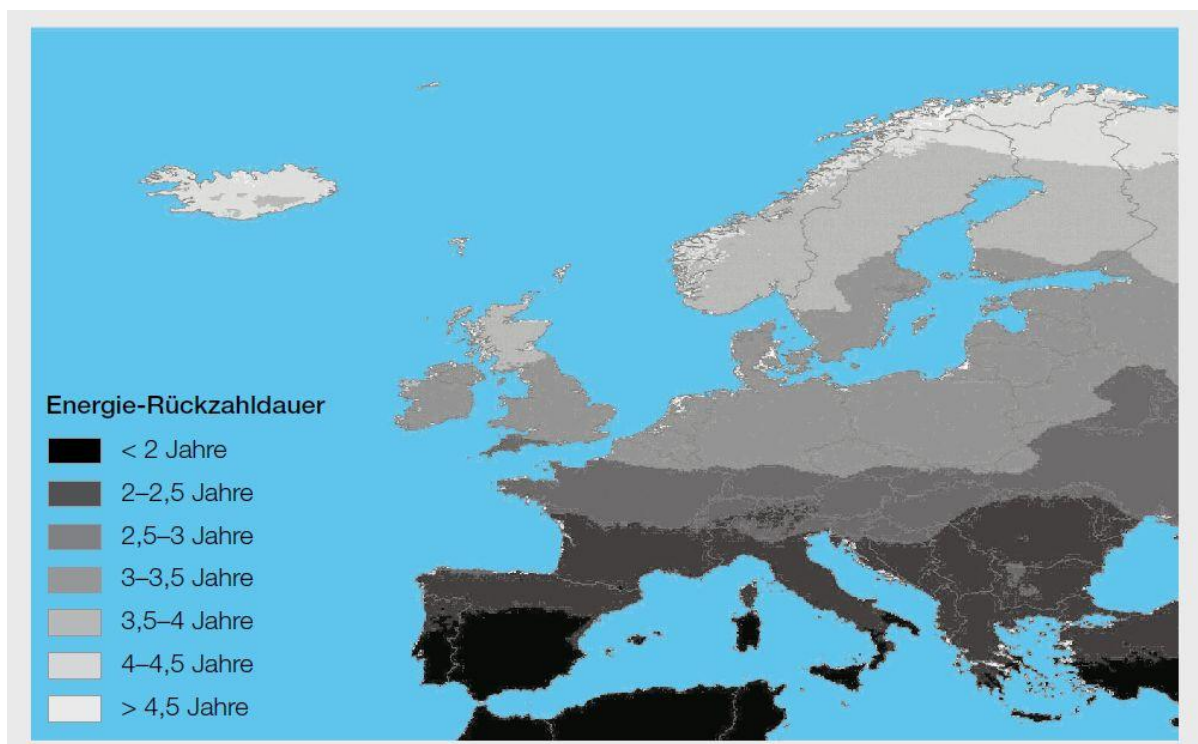 Energie-Rückzahldauer
< 2 Jahre
2–2,5 Jahre
2,5–3 Jahre
3–3,5 Jahre
3,5–4 Jahre
4–4,5 Jahre
> 4,5 Jahre